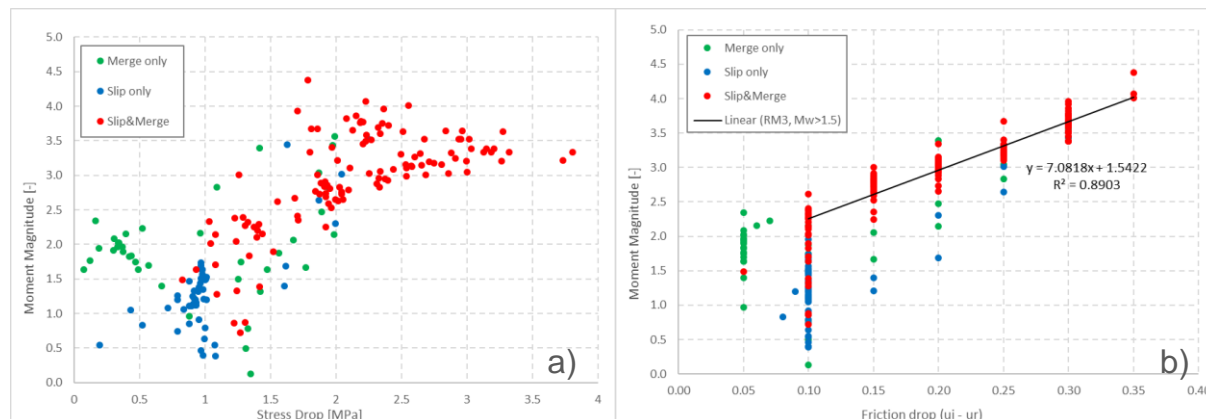 5.0
4.5
4.0
3.5
3.0
2.5
2.0
1.5
1.0
0.5
0.0
Moment Magnitude [-]
Merge only
Slip only
Slip&Merge
0
0.5
1
1.5
2
2.5
3
3.5
4
Stress Drop [MPa]
a)
5.0
4.5
4.0
3.5
3.0
2.5
2.0
1.5
1.0
0.5
0.0
Moment Magnitude [-]
Merge only
Slip only
Slip&Merge
Linear (RM3, Mw>1.5)
y = 7.0818x + 1.5422
R² = 0.8903
0.00
0.05
0.10
0.15
0.20
0.25
0.30
0.35
0.40
Friction drop (ui - ur)
b)